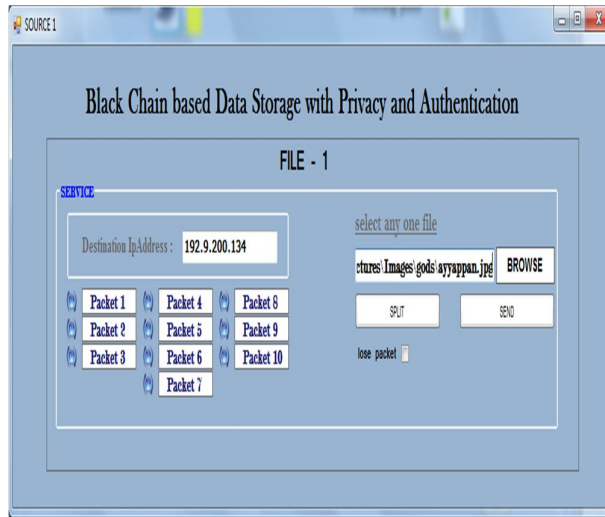 SOURCE 1
Black Chain based Data Storage with Privacy and Authentication
FILE - 1
SERVICE
Destination IpAddress : 192.9.200.134
select any one file
ctures\Images\gods\ayyappan.jpg BROWSE
Packet 1 Packet 4 Packet 8
SPLIT SEND
Packet 2 Packet 5 Packet 9
Packet 3 Packet 6 Packet 10
lose packet
Packet 7